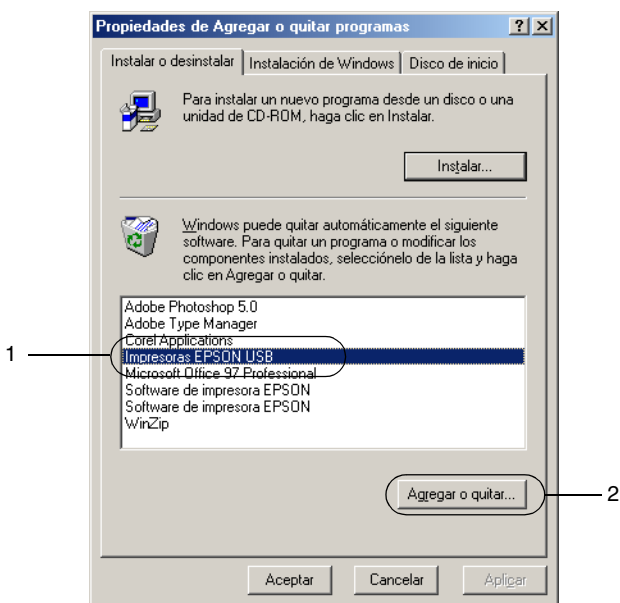 Propiedades de Agregar o quitar programas
Instalar o desinstalar Instalación de Windows Disco de inicio
Para instalar un nuevo programa desde un disco o una
unidad de CD-ROM, haga clic en Instalar.
Instalar...
Windows puede quitar automáticamente el siguiente
software. Para quitar un programa o modificar los
componentes instalados, selecciónelo de la lista y haga
clic en Agregar o quitar.
Adobe Photoshop 5.0
Adobe Type Manager
Corel Applications
1 Impresoras EPSON USB
Microsoft Office 97 Professional
Software de impresora EPSON
Software de impresora EPSON
WinZip
Agregar o quitar... 2
Aceptar Cancelar Aplicar